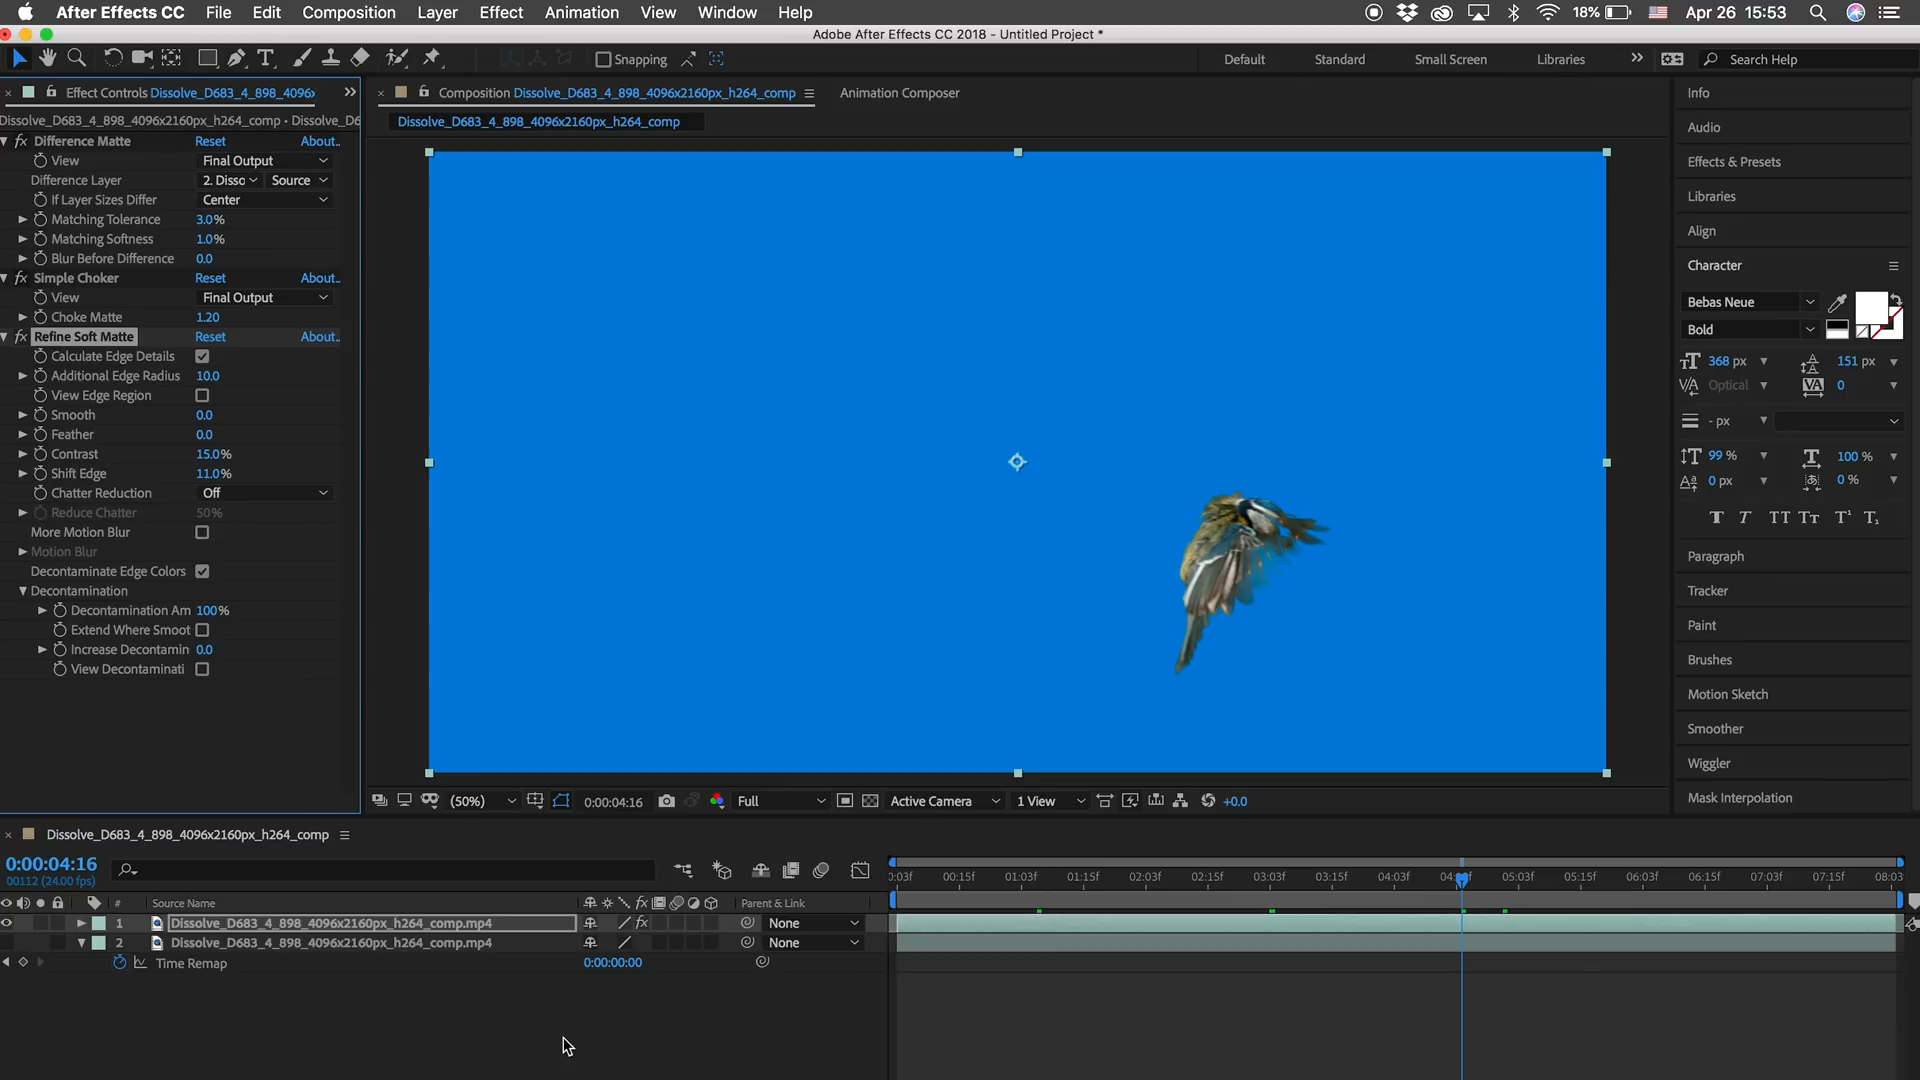 After Effects CC File Edit Composition Layer Effect Animation View Window Help 18% Apr 26 15:53
Adobe After Effects CC 2018 - Untitled Project *
Snapping Default Standard Small Screen Libraries Search Help
Effect Controls Dissolve_D683_4_898_4096x
Composition Dissolve_D683_4_898_4096x2160px_h264_comp Animation Composer
Dissolve_D683_4_898_4096x2160px_h264_comp • Dissolve_D6
Dissolve_D683_4_898_4096x2160px_h264_comp
fx Difference Matte Reset About..
View Final Output
Difference Layer 2. Disso Source
If Layer Sizes Differ Center
Matching Tolerance 3.0%
Matching Softness 1.0%
Blur Before Difference 0.0
fx Simple Choker Reset About..
View Final Output
Choke Matte 1.20
fx Refine Soft Matte Reset About..
Calculate Edge Details
Additional Edge Radius 10.0
View Edge Region
Smooth 0.0
Feather 0.0
Contrast 15.0%
Shift Edge 11.0%
Chatter Reduction Off
Reduce Chatter 50%
More Motion Blur
Motion Blur
Decontaminate Edge Colors
Decontamination
Decontamination Am 100%
Extend Where Smoot
Increase Decontamin 0.0
View Decontaminati
(50%) 0:00:04:16 Full Active Camera 1 View +0.0
Info
Audio
Effects & Presets
Libraries
Align
Character
Bebas Neue
Bold
368 px 151 px
Optical 0
- px
99 % 100 %
0 px 0 %
T T TT Tт T¹ T₁
Paragraph
Tracker
Paint
Brushes
Motion Sketch
Smoother
Wiggler
Mask Interpolation
Dissolve_D683_4_898_4096x2160px_h264_comp
0:00:04:16
00112 (24.00 fps)
:03f 00:15f 01:03f 01:15f 02:03f 02:15f 03:03f 03:15f 04:03f 05:03f 05:15f 06:03f 06:15f 07:03f 07:15f 08:03
# Source Name fx Parent & Link
1 Dissolve_D683_4_898_4096x2160px_h264_comp.mp4 fx None
2 Dissolve_D683_4_898_4096x2160px_h264_comp.mp4 None
Time Remap 0:00:00:00